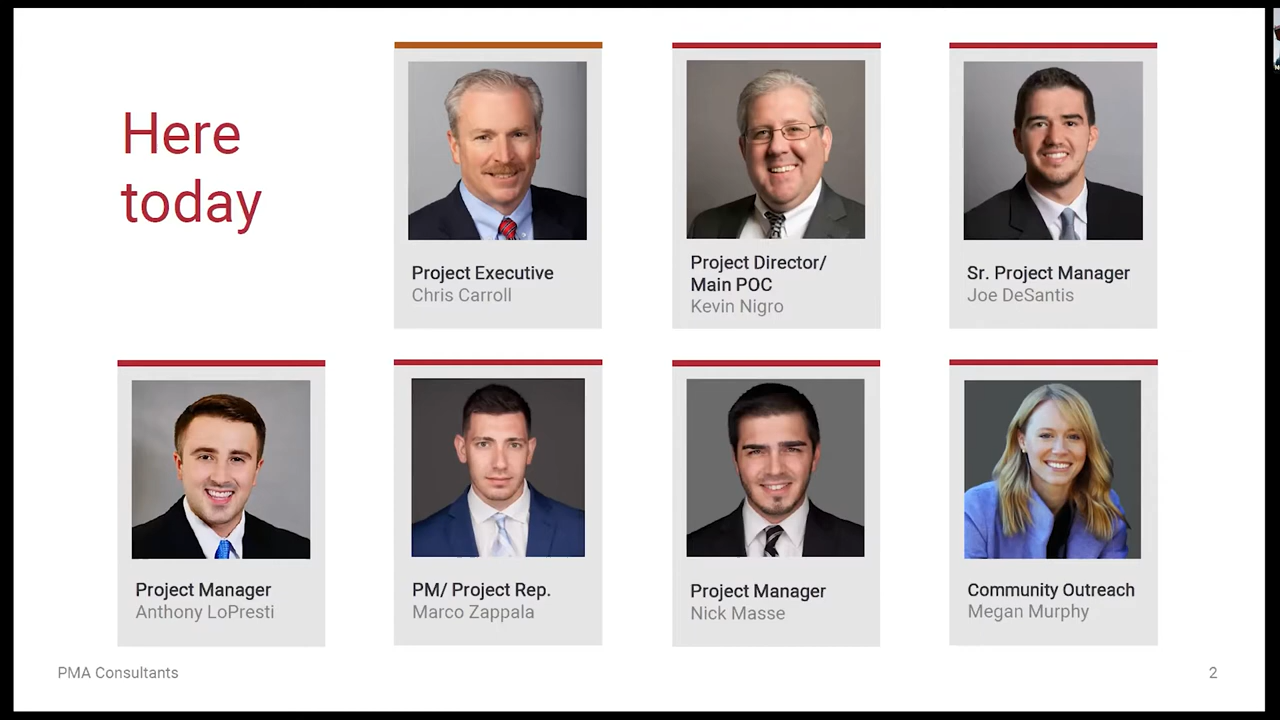 Here
today
Project Executive
Chris Carroll
Project Director/
Main POC
Kevin Nigro
Sr. Project Manager
Joe DeSantis
Project Manager
Anthony LoPresti
PM/ Project Rep.
Marco Zappala
Project Manager
Nick Masse
Community Outreach
Megan Murphy
PMA Consultants
2